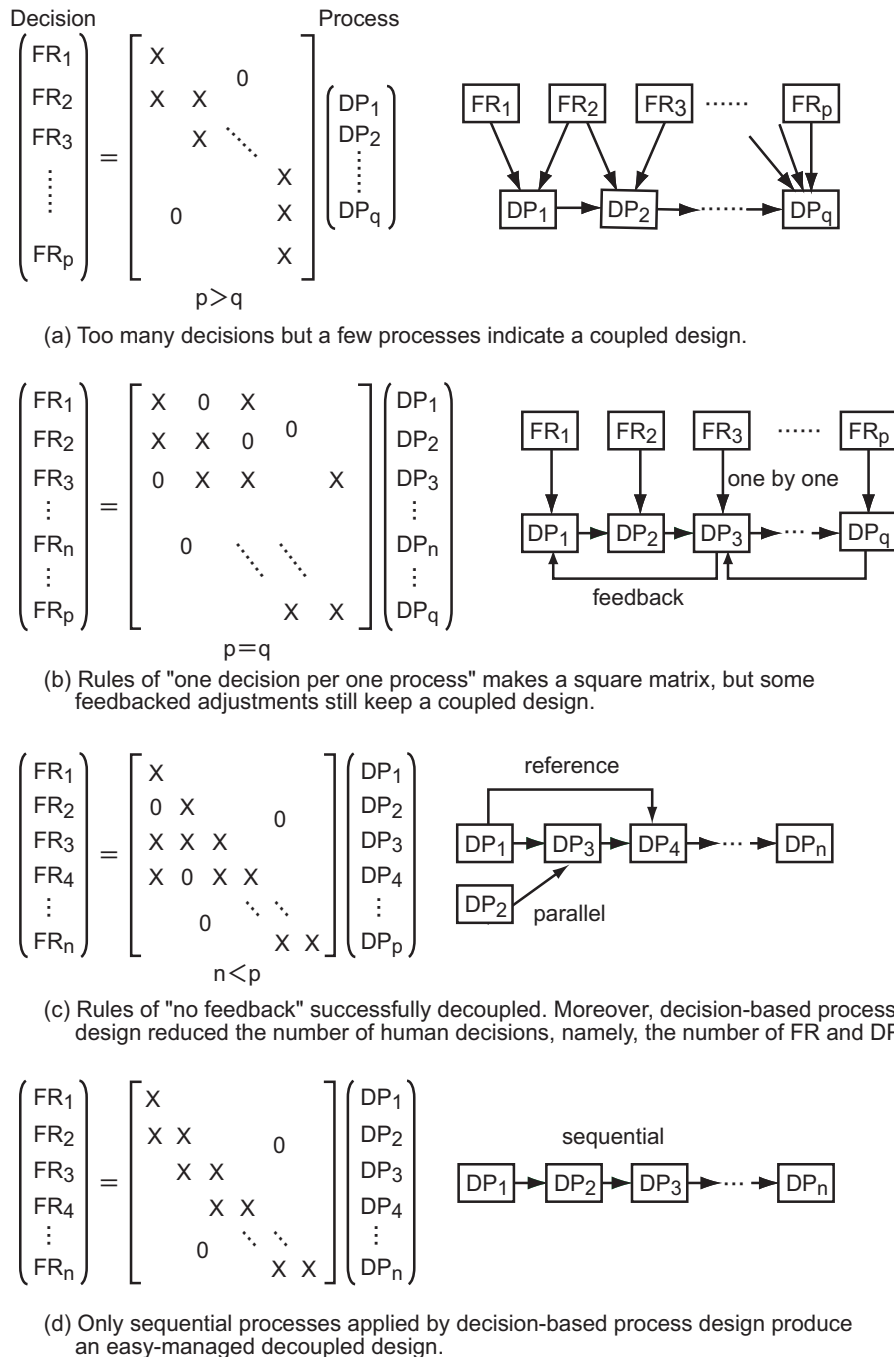 Decision Process
FR1
X
0
FR2
X X
DP1
FR3
=
X
DP2
X
0
X
DPq
FRp
X
p>q
FR1 FR2 FR3 ...... FRp
DP1 DP2 ...... DPq
(a) Too many decisions but a few processes indicate a coupled design.
FR1 X 0 X DP1
0
FR2 X X 0 DP2
FR3 0 X X X DP3
=
FRn 0 DPn
FRp X X DPq
p=q
FR1 FR2 FR3 ...... FRp
one by one
DP1 DP2 DP3 ... DPq
feedback
(b) Rules of "one decision per one process" makes a square matrix, but some
feedbacked adjustments still keep a coupled design.
FR1 X DP1
FR2 0 X 0 DP2
FR3 = X X X DP3
FR4 X 0 X X DP4
0
FRn X X DPp
n<p
reference
DP1 DP3 DP4 ... DPn
DP2
parallel
(c) Rules of "no feedback" successfully decoupled. Moreover, decision-based process
design reduced the number of human decisions, namely, the number of FR and DP
FR1 X DP1
FR2 X X 0 DP2
FR3 = X X DP3
FR4 X X DP4
0
FRn X X DPn
sequential
DP1 DP2 DP3 ... DPn
(d) Only sequential processes applied by decision-based process design produce
an easy-managed decoupled design.